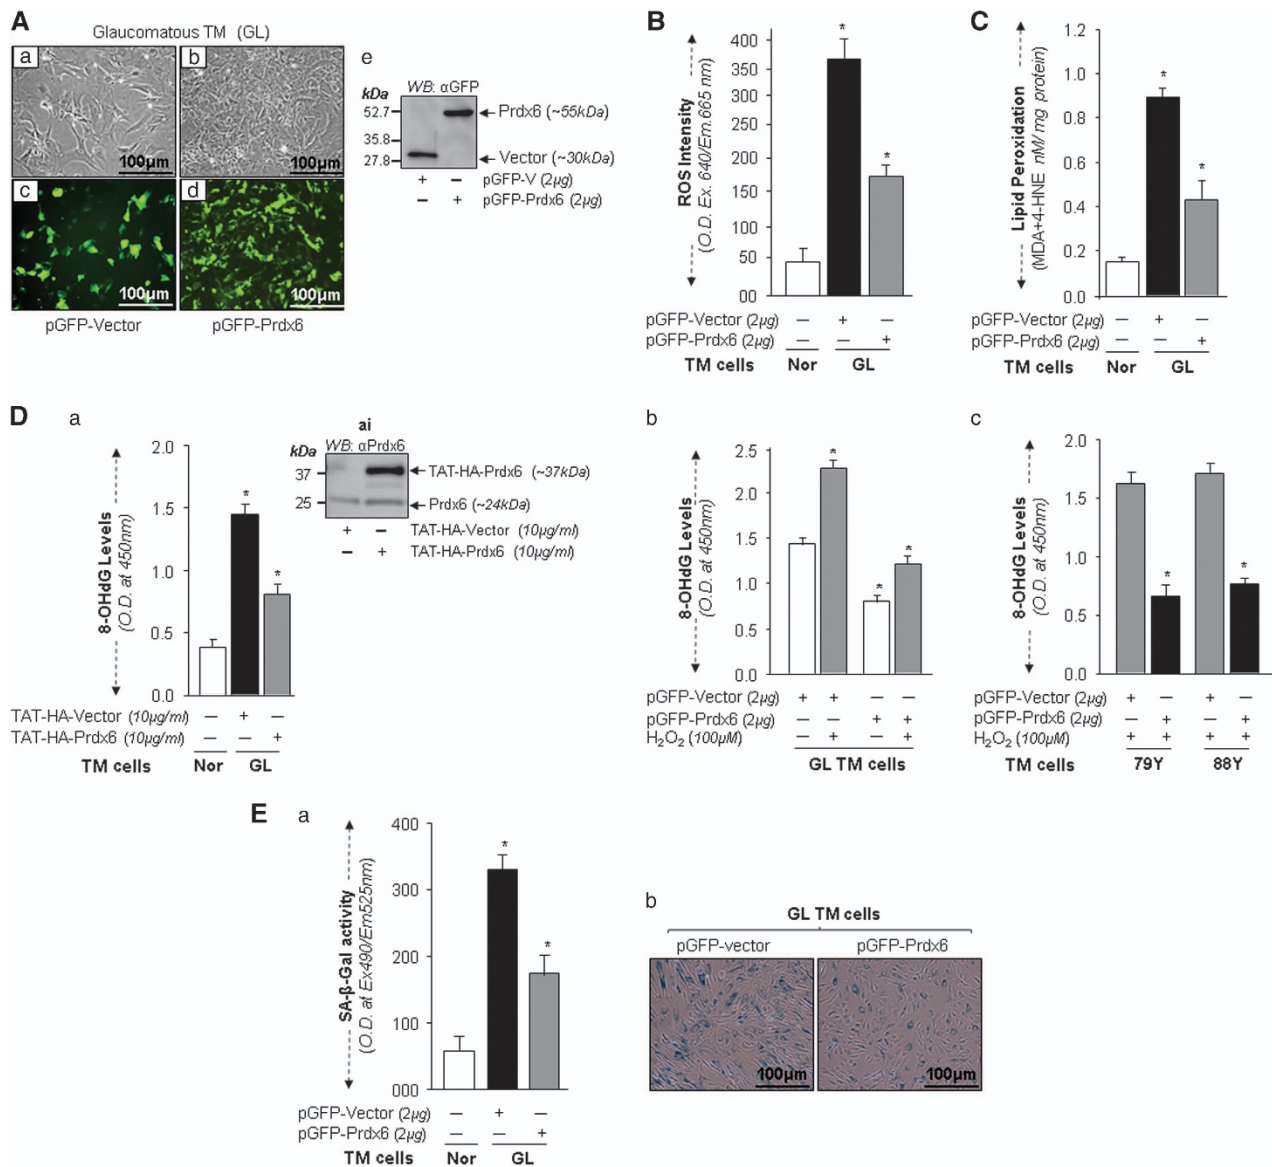 A
Glaucomatous TM (GL)
a
b
100µm
100µm
c
d
100µm
100µm
pGFP-Vector
pGFP-Prdx6
e
WB: αGFP
kDa
52.7
35.8
27.8
Prdx6 (~55kDa)
Vector (~30kDa)
+ – pGFP-V (2µg)
– + pGFP-Prdx6 (2µg)
B
ROS Intensity
(O.D. Ex. 640/Em.665 nm)
400
350
300
200
200
150
100
50
00
*
*
pGFP-Vector (2µg) – + –
pGFP-Prdx6 (2µg) – – +
TM cells Nor GL
C
Lipid Peroxidation
(MDA+4-HNE nM/ mg protein)
1.2
1.0
0.8
0.6
0.4
0.2
0.0
*
*
pGFP-Vector (2µg) – + –
pGFP-Prdx6 (2µg) – – +
TM cells Nor GL
D
a
8-OHdG Levels
(O.D. at 450nm)
2.0
1.5
1.0
0.5
0.0
*
*
TAT-HA-Vector (10µg/ml) – + –
TAT-HA-Prdx6 (10µg/ml) – – +
TM cells Nor GL
ai
WB: αPrdx6
kDa
37
25
TAT-HA-Prdx6 (~37kDa)
Prdx6 (~24kDa)
+ – TAT-HA-Vector (10µg/ml)
– + TAT-HA-Prdx6 (10µg/ml)
b
8-OHdG Levels
(O.D. at 450nm)
2.5
2.0
1.5
1.0
0.5
0.0
*
*
*
pGFP-Vector (2µg) + + – –
pGFP-Prdx6 (2µg) – – + +
H₂O₂ (100µM) – + – +
GL TM cells
c
8-OHdG Levels
(O.D. at 450nm)
2.0
1.5
1.0
0.5
0.0
*
*
pGFP-Vector (2µg) + – + –
pGFP-Prdx6 (2µg) – + – +
H₂O₂ (100µM) + + + +
TM cells 79Y 88Y
E
a
SA-β-Gal activity
(O.D. at Ex490/Em525nm)
400
300
200
100
000
*
*
pGFP-Vector (2µg) – + –
pGFP-Prdx6 (2µg) – – +
TM cells Nor GL
b
GL TM cells
pGFP-vector
pGFP-Prdx6
100µm
100µm